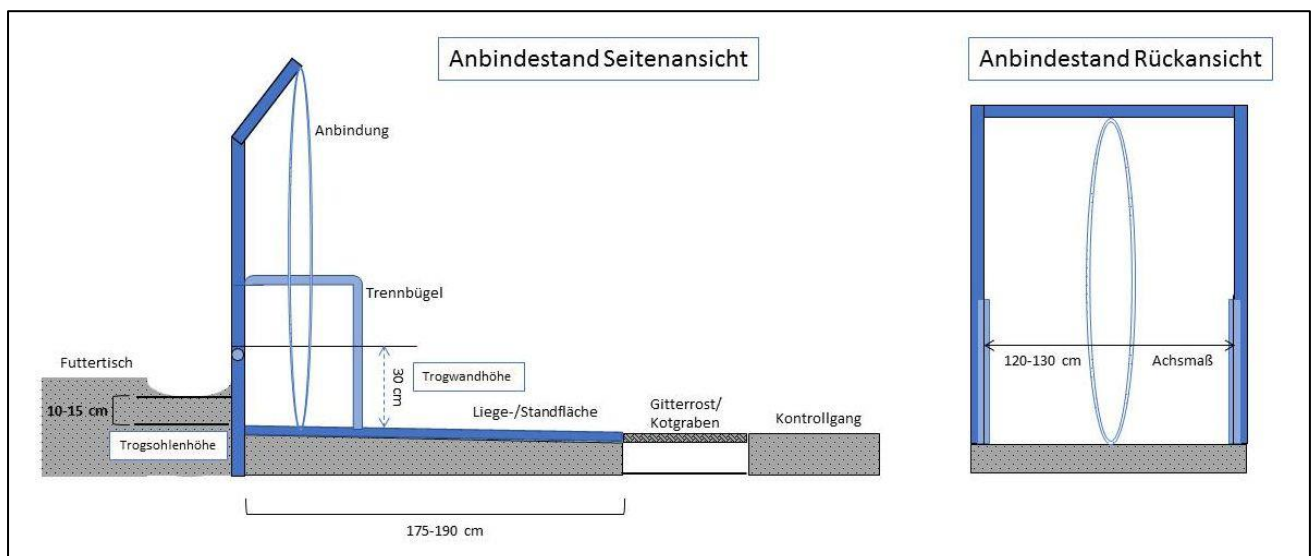 Anbindestand Seitenansicht
Anbindung
Trennbügel
Futtertisch
10-15 cm
Trogsohlenhöhe
30 cm
Trogwandhöhe
Liege-/Standfläche
Gitterrost/
Kotgraben
Kontrollgang
175-190 cm
Anbindestand Rückansicht
120-130 cm
Achsmaß